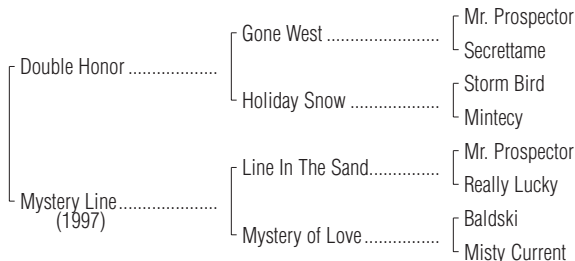 Mr. Prospector
Gone West ......................
Secrettame
Double Honor ..................
Storm Bird
Holiday Snow ..................
Mintecy
Mr. Prospector
Line In The Sand..............
Really Lucky
Mystery Line....................
(1997)
Baldski
Mystery of Love ...............
Misty Current